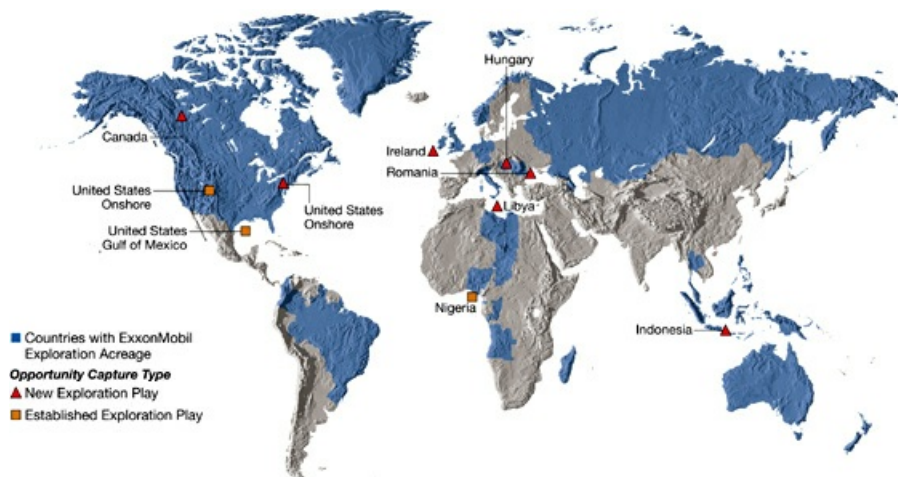 Hungary
Canada
Ireland
Romania
United States
Onshore
United States
Onshore
Libya
United States
Gulf of Mexico
Nigeria
Indonesia
Countries with ExxonMobil
Exploration Acreage
Opportunity Capture Type
New Exploration Play
Established Exploration Play